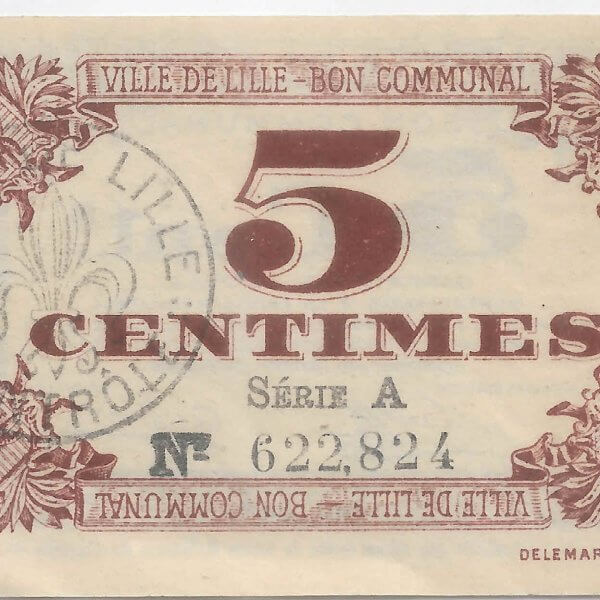 VILLE DE LILLE - BON COMMUNAL
LILLE
5
CENTIMES
SÉRIE A
Nº 622,824
VILLE DE LILLE - BON COMMUNAL
DELEMAR